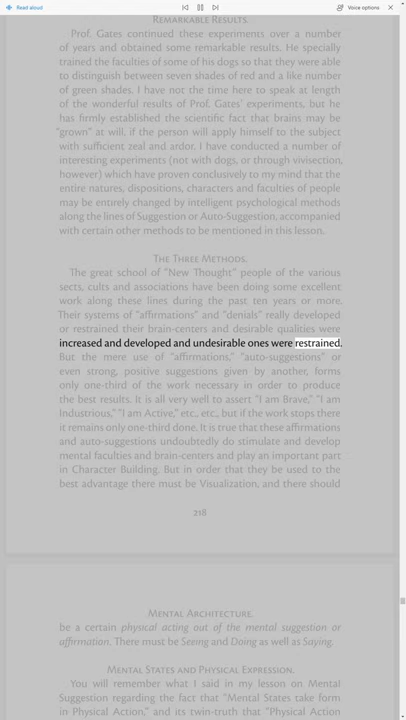 Read aloud
Voice options
Remarkable Results.
Prof. Gates continued these experiments over a number
of years and obtained some remarkable results. He specially
trained the faculties of some of his dogs so that they were able
to distinguish between seven shades of red and a like number
of green shades. I have not the time here to speak at length
of the wonderful results of Prof. Gates' experiments, but he
has firmly established the scientific fact that brains may be
"grown" at will, if the person will apply himself to the subject
with sufficient zeal and ardor. I have conducted a number of
interesting experiments (not with dogs, or through vivisection,
however) which have proven conclusively to my mind that the
entire natures, dispositions, characters and faculties of people
may be entirely changed by intelligent psychological methods
along the lines of Suggestion or Auto-Suggestion, accompanied
with certain other methods to be mentioned in this lesson.
The Three Methods.
The great school of "New Thought" people of the various
sects, cults and associations have been doing some excellent
work along these lines during the past ten years or more.
Their systems of "affirmations" and "denials" really developed
or restrained their brain-centers and desirable qualities were
increased and developed and undesirable ones were restrained.
But the mere use of "affirmations," "auto-suggestions" or
even strong, positive suggestions given by another, forms
only one-third of the work necessary in order to produce
the best results. It is all very well to assert "I am Brave," "I am
Industrious," "I am Active," etc., etc., but if the work stops there
it remains only one-third done. It is true that these affirmations
and auto-suggestions undoubtedly do stimulate and develop
mental faculties and brain-centers and play an important part
in Character Building. But in order that they be used to the
best advantage there must be Visualization, and there should
218
Mental Architecture.
be a certain physical acting out of the mental suggestion or
affirmation. There must be Seeing and Doing as well as Saying.
Mental States and Physical Expression.
You will remember what I said in my lesson on Mental
Suggestion regarding the fact that "Mental States take form
in Physical Action," and its twin-truth that "Physical Action